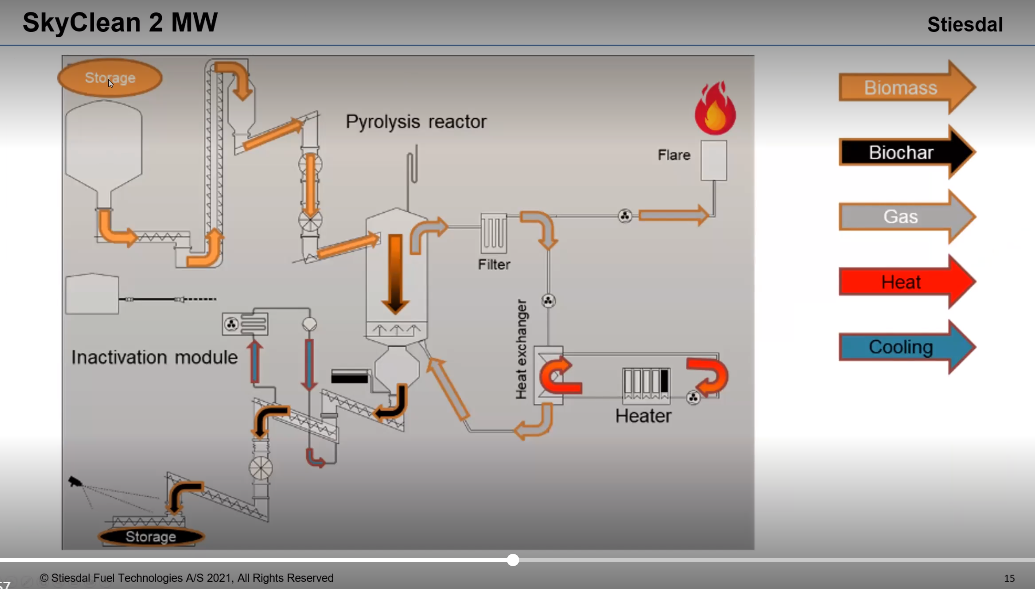 SkyClean 2 MW
Stiesdal
Storage
Pyrolysis reactor
Flare
Filter
Heat exchanger
Inactivation module
Heater
Storage
Biomass
Biochar
Gas
Heat
Cooling
57
© Stiesdal Fuel Technologies A/S 2021, All Rights Reserved
15